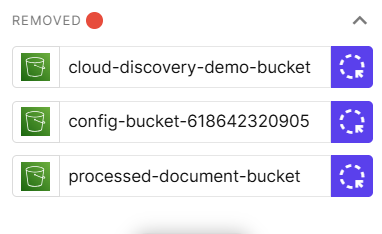 REMOVED
cloud-discovery-demo-bucket
config-bucket-618642320905
processed-document-bucket